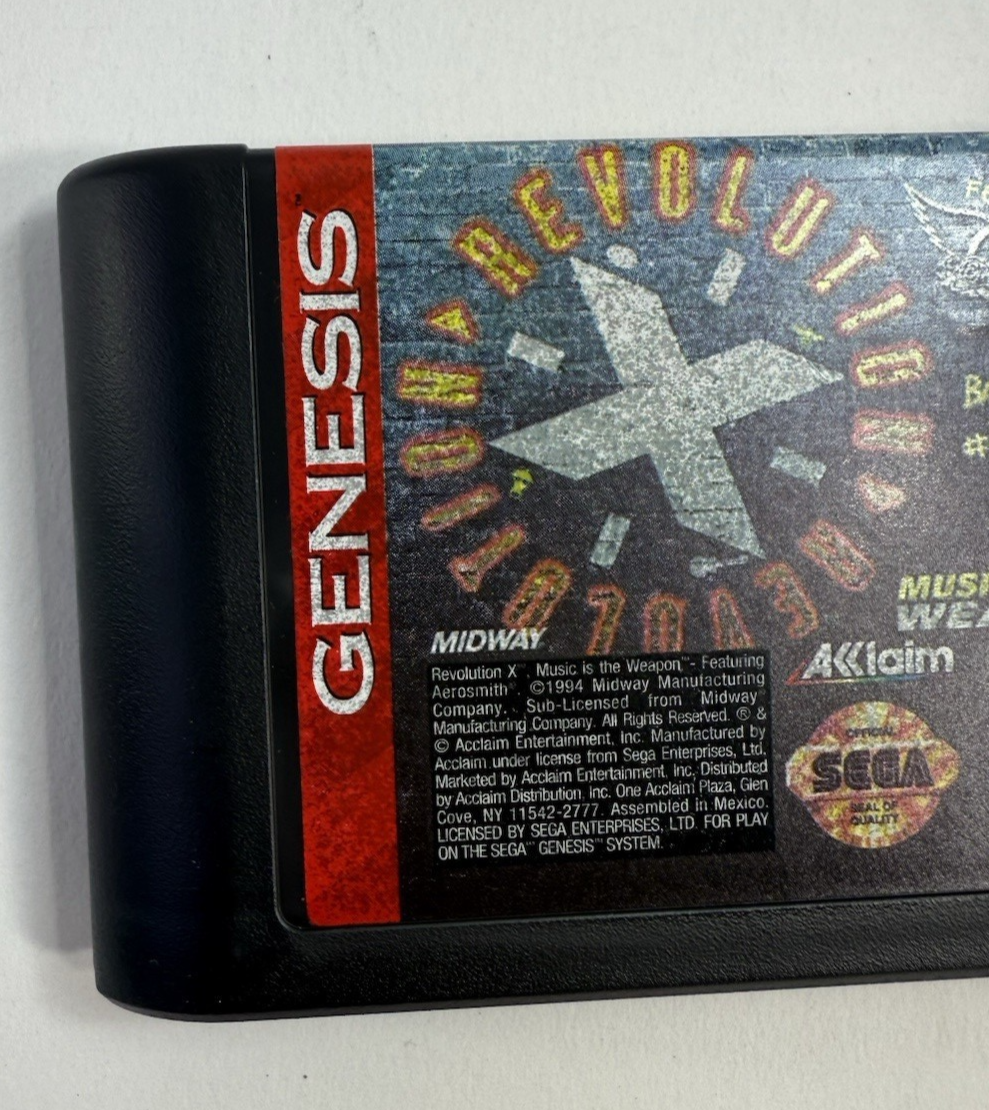 GENESIS
REVOLUTION
REVOLUTION
X
MUSI
WEA
MIDWAY
Acclaim
Revolution X™. Music is the Weapon™- Featuring
Aerosmith®. ©1994 Midway Manufacturing
Company. Sub-Licensed from Midway
Manufacturing Company. All Rights Reserved. ® &
© Acclaim Entertainment, Inc. Manufactured by
Acclaim under license from Sega Enterprises, Ltd.
Marketed by Acclaim Entertainment, Inc. Distributed
by Acclaim Distribution, Inc. One Acclaim Plaza, Glen
Cove, NY 11542-2777. Assembled in Mexico.
LICENSED BY SEGA ENTERPRISES, LTD. FOR PLAY
ON THE SEGA™ GENESIS™ SYSTEM.
OFFICIAL
SEGA
SEAL OF
QUALITY